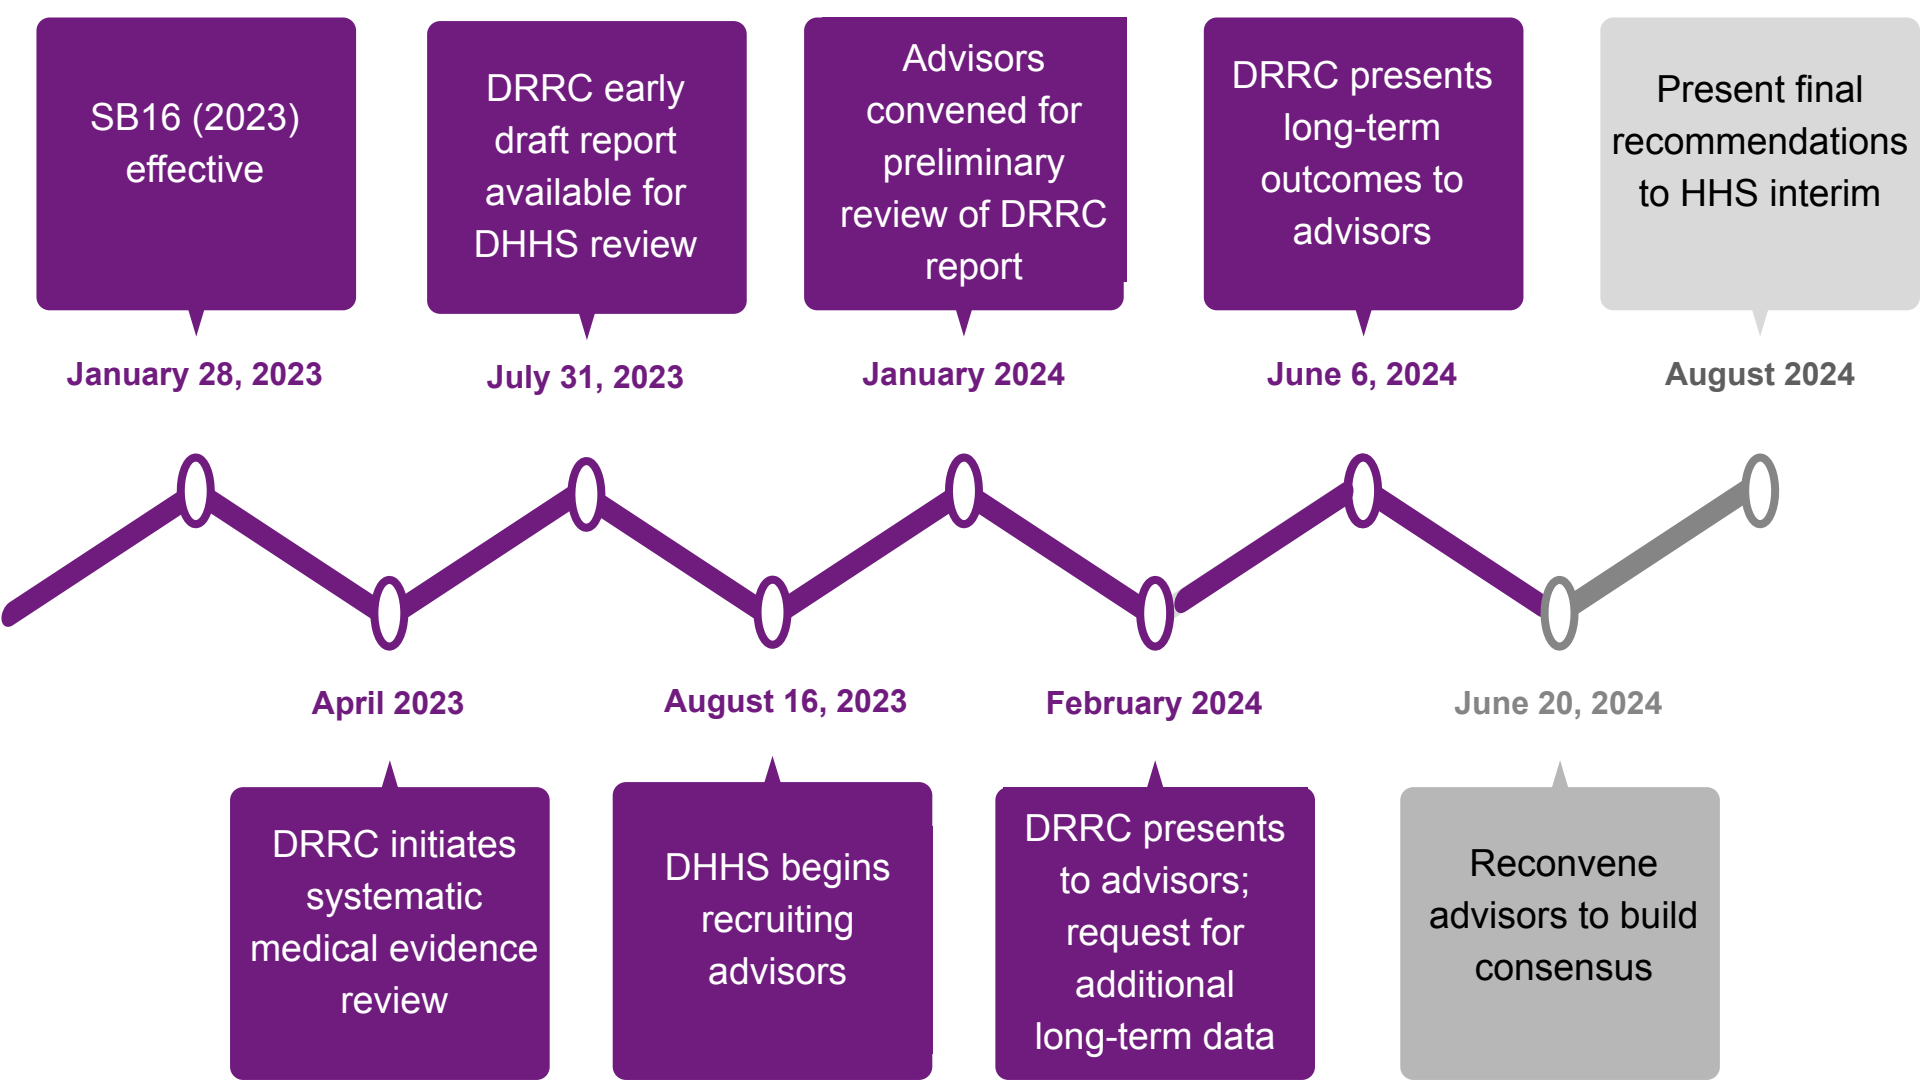 SB16 (2023)
effective
January 28, 2023
DRRC early
draft report
available for
DHHS review
July 31, 2023
Advisors
convened for
preliminary
review of DRRC
report
January 2024
DRRC presents
long-term
outcomes to
advisors
June 6, 2024
Present final
recommendations
to HHS interim
August 2024
April 2023
DRRC initiates
systematic
medical evidence
review
August 16, 2023
DHHS begins
recruiting
advisors
February 2024
DRRC presents
to advisors;
request for
additional
long-term data
June 20, 2024
Reconvene
advisors to build
consensus